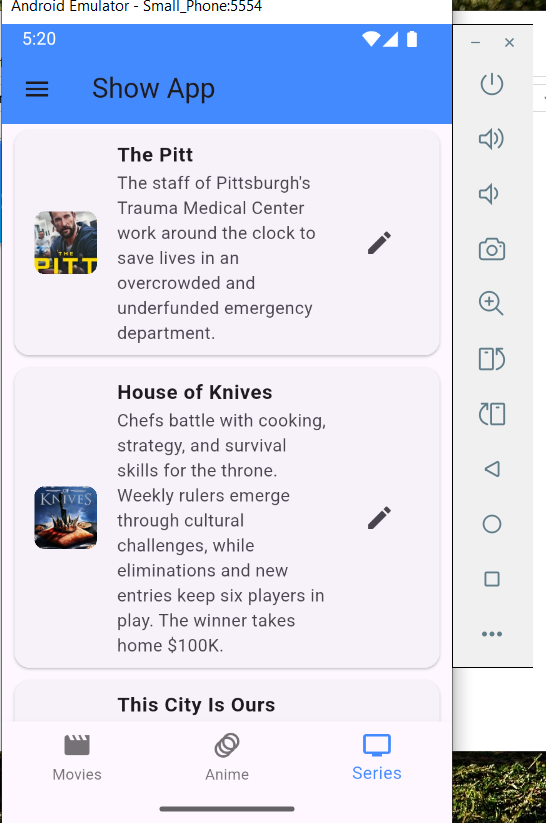 Android Emulator - Small_Phone:5554
5:20
Show App
The Pitt
The staff of Pittsburgh's
Trauma Medical Center
work around the clock to
save lives in an
overcrowded and
underfunded emergency
department.
THE
PITT
House of Knives
Chefs battle with cooking,
strategy, and survival
skills for the throne.
Weekly rulers emerge
through cultural
challenges, while
eliminations and new
entries keep six players in
play. The winner takes
home $100K.
KNIVES
This City Is Ours
Movies
Anime
Series